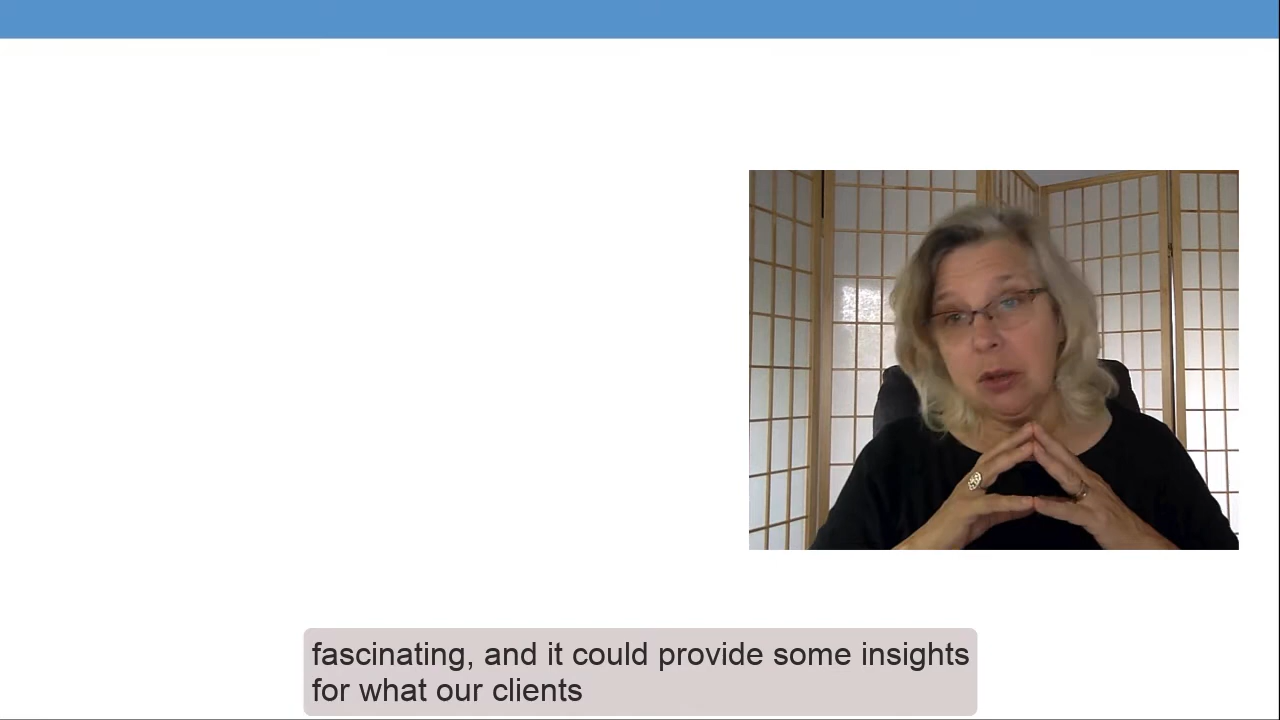 fascinating, and it could provide some insights
for what our clients